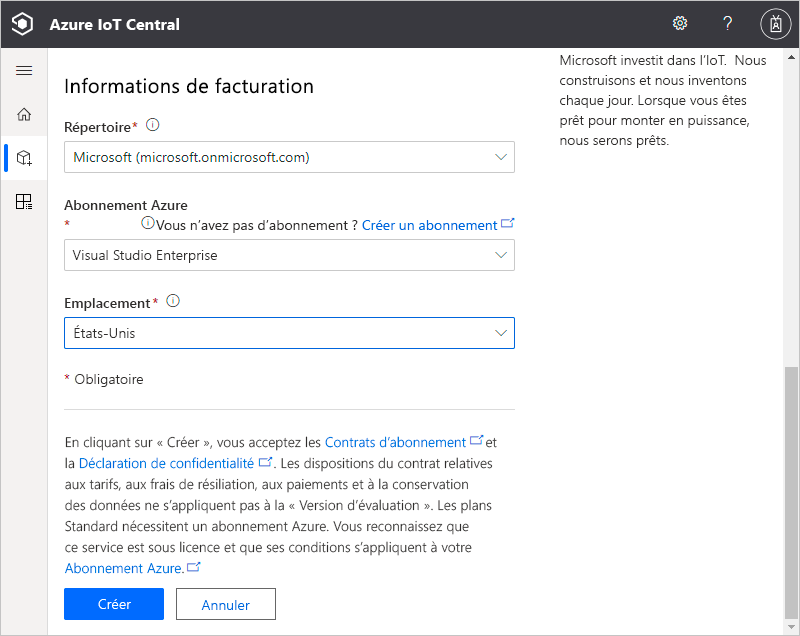 Azure IoT Central
?
Informations de facturation
Répertoire*
Microsoft (microsoft.onmicrosoft.com)
Abonnement Azure
* Vous n’avez pas d’abonnement ? Créer un abonnement
Visual Studio Enterprise
Emplacement*
États-Unis
* Obligatoire
En cliquant sur « Créer », vous acceptez les Contrats d’abonnement et
la Déclaration de confidentialité . Les dispositions du contrat relatives
aux tarifs, aux frais de résiliation, aux paiements et à la conservation
des données ne s’appliquent pas à la « Version d’évaluation ». Les plans
Standard nécessitent un abonnement Azure. Vous reconnaissez que
ce service est sous licence et que ses conditions s’appliquent à votre
Abonnement Azure.
Créer
Annuler
Microsoft investit dans l’IoT. Nous
construisons et nous inventons
chaque jour. Lorsque vous êtes
prêt pour monter en puissance,
nous serons prêts.